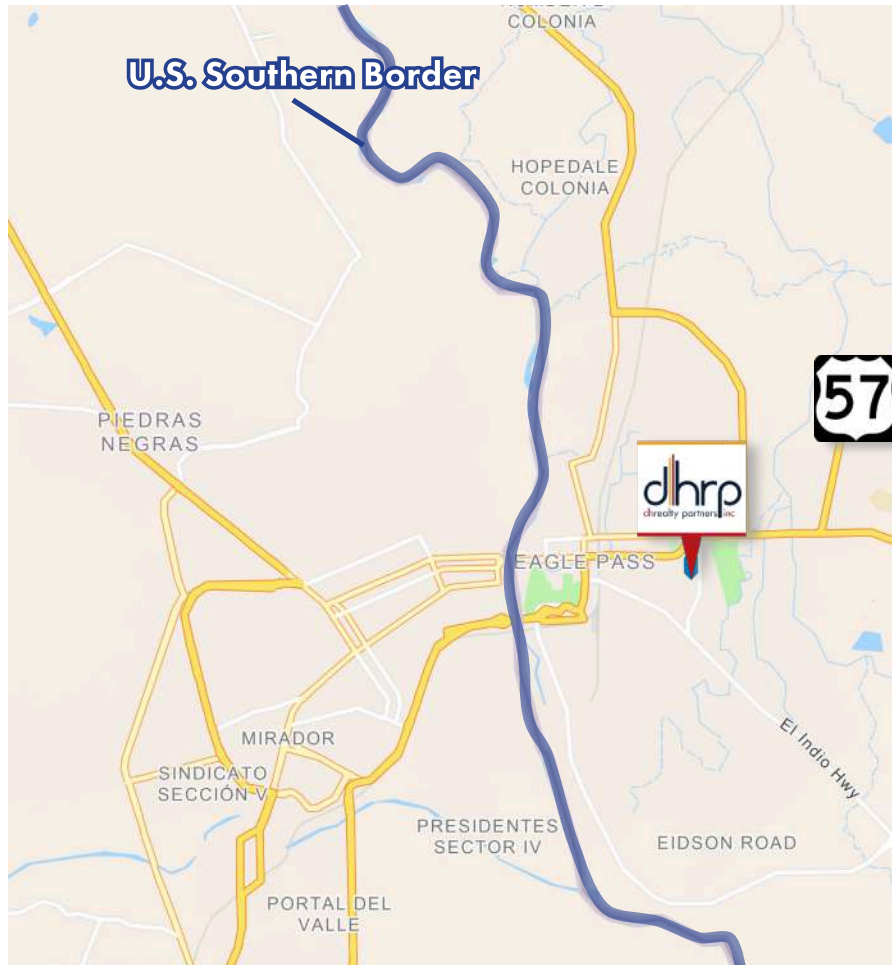 COLONIA
U.S. Southern Border
HOPEDALE
COLONIA
57
PIEDRAS
NEGRAS
dhrp
dhrealty partners inc
EAGLE PASS
El Indio Hwy
MIRADOR
SINDICATO
SECCIÓN V
PRESIDENTES
SECTOR IV
EIDSON ROAD
PORTAL DEL
VALLE